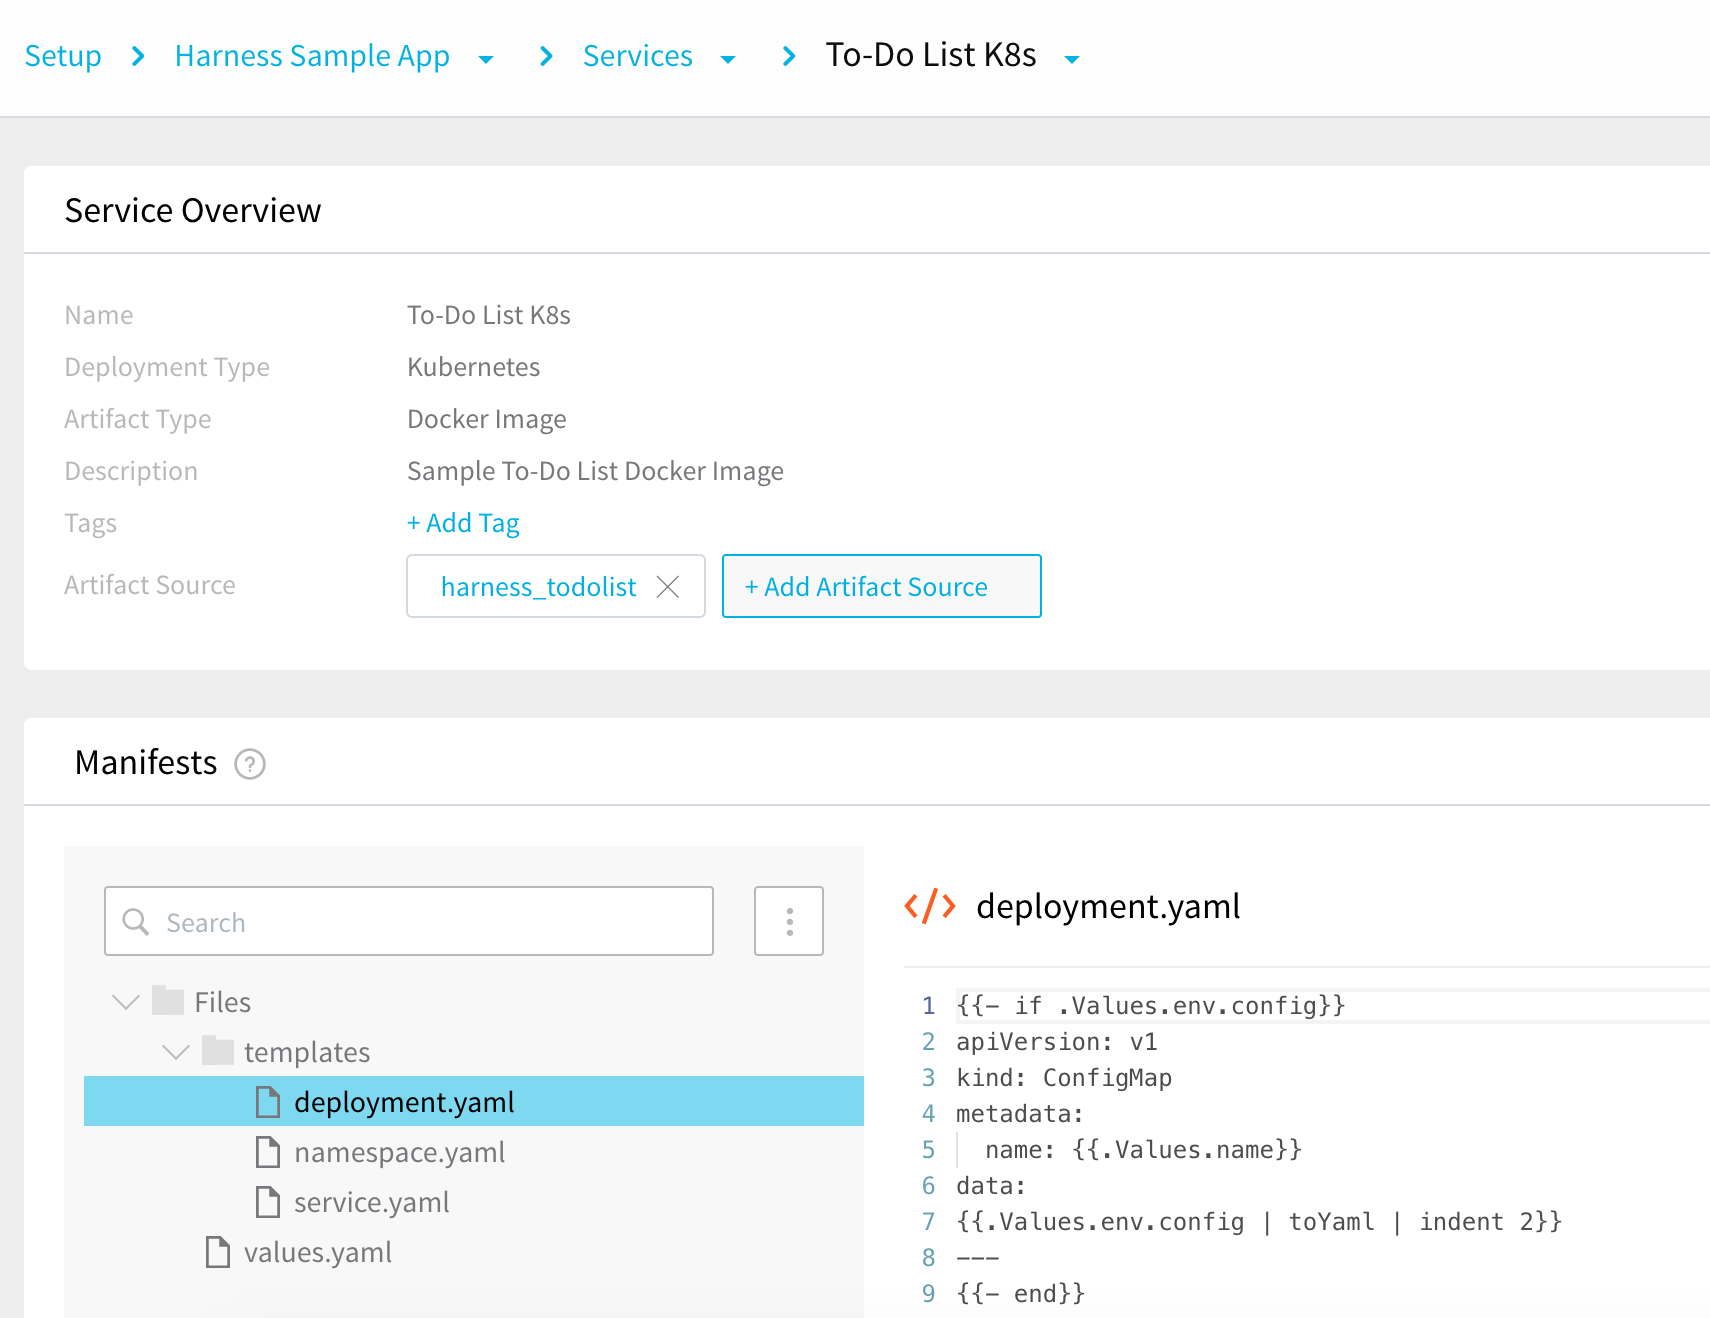 Setup > Harness Sample App > Services > To-Do List K8s
Service Overview
Name To-Do List K8s
Deployment Type Kubernetes
Artifact Type Docker Image
Description Sample To-Do List Docker Image
Tags + Add Tag
Artifact Source harness_todolist + Add Artifact Source
Manifests ?
Search
Files
templates
deployment.yaml
namespace.yaml
service.yaml
values.yaml
</> deployment.yaml
1 {{- if .Values.env.config}}
2 apiVersion: v1
3 kind: ConfigMap
4 metadata:
5   name: {{.Values.name}}
6 data:
7 {{.Values.env.config | toYaml | indent 2}}
8 ---
9 {{- end}}